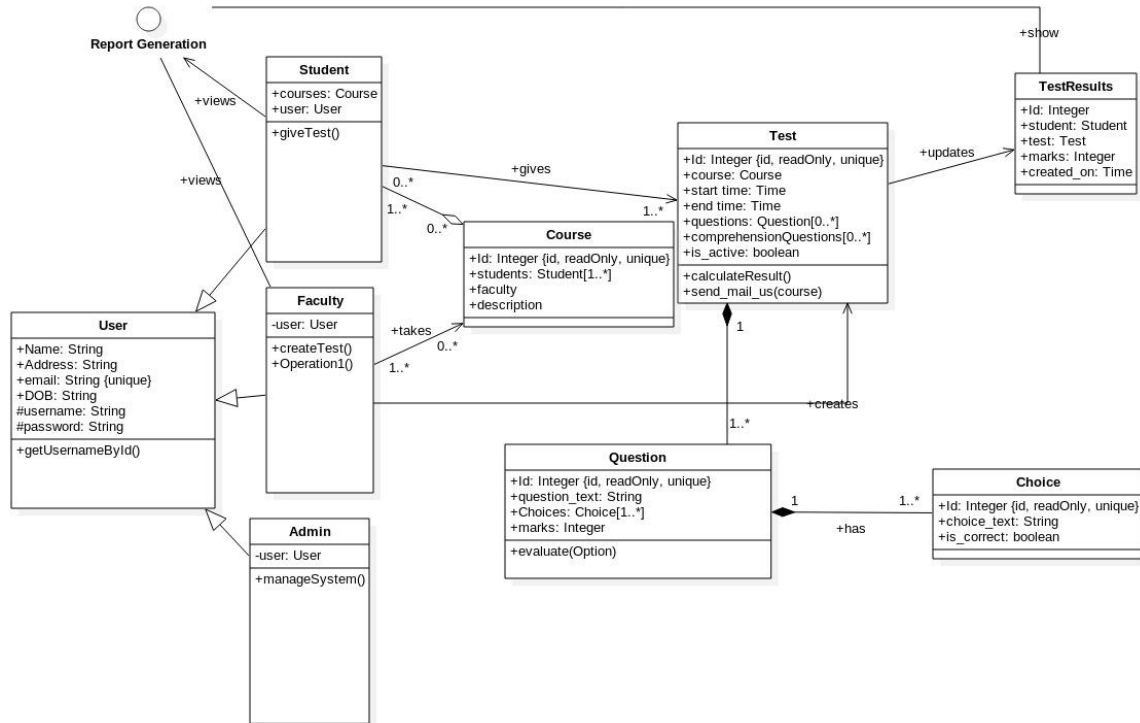 Report Generation
+show
+views
+views
Student
+courses: Course
+user: User
+giveTest()
+gives
0..*
1..*
1..*
0..*
Test
+Id: Integer {id, readOnly, unique}
+course: Course
+start time: Time
+end time: Time
+questions: Question[0..*]
+comprehensionQuestions[0..*]
+is_active: boolean
+calculateResult()
+send_mail_us(course)
+updates
TestResults
+Id: Integer
+student: Student
+test: Test
+marks: Integer
+created_on: Time
Course
+Id: Integer {id, readOnly, unique}
+students: Student[1..*]
+faculty
+description
Faculty
-user: User
+createTest()
+Operation1()
+takes
0..*
1..*
+creates
User
+Name: String
+Address: String
+email: String {unique}
+DOB: String
#username: String
#password: String
+getUsernameById()
1
1..*
Question
+Id: Integer {id, readOnly, unique}
+question_text: String
+Choices: Choice[1..*]
+marks: Integer
+evaluate(Option)
1
1..*
+has
Choice
+Id: Integer {id, readOnly, unique}
+choice_text: String
+is_correct: boolean
Admin
-user: User
+manageSystem()